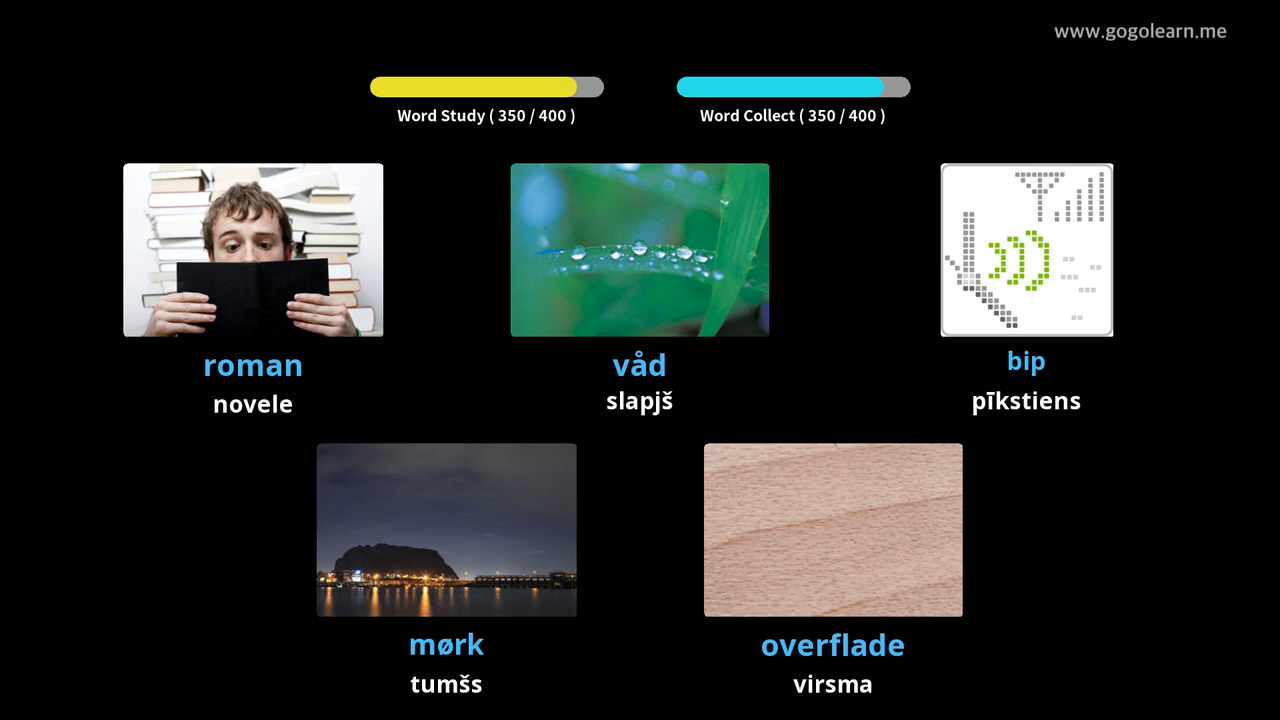 www.gogolearn.me
Word Study ( 350 / 400 )
Word Collect ( 350 / 400 )
roman
novele
våd
slapjš
bip
pīkstiens
mørk
tumšs
overflade
virsma